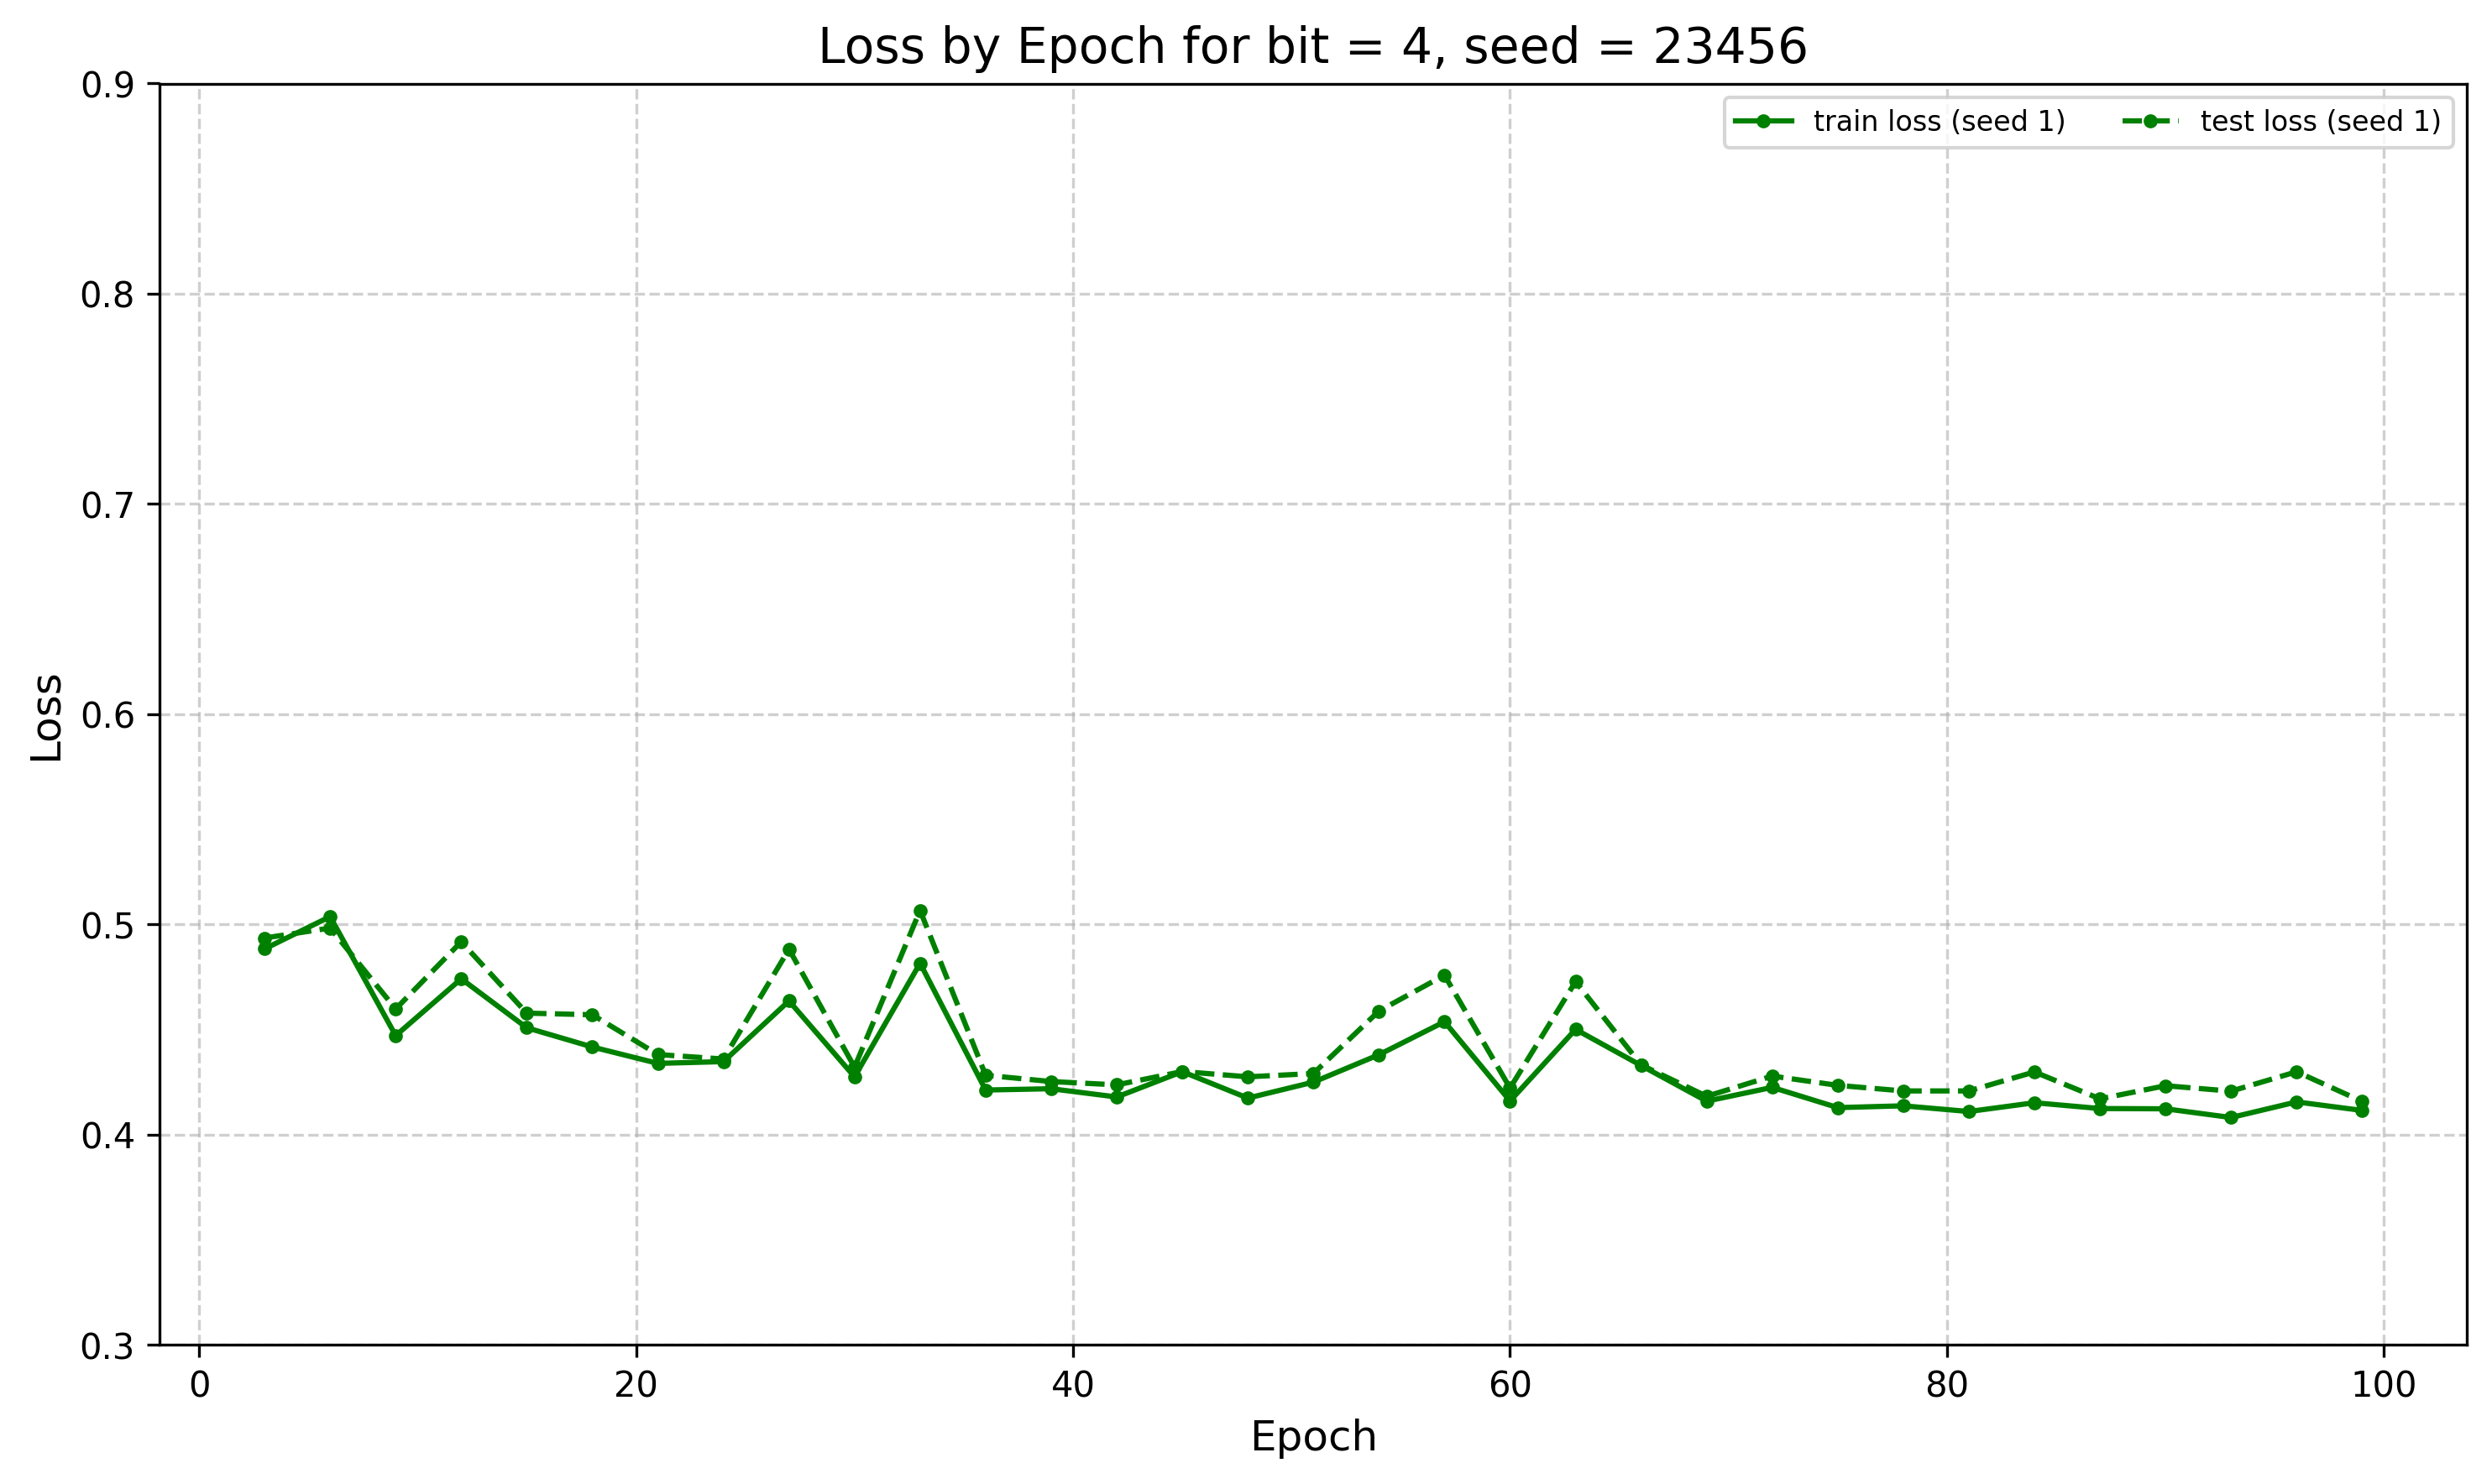 Loss by Epoch for bit = 4, seed = 23456
train loss (seed 1) test loss (seed 1)
0.9
0.8
0.7
0.6
0.5
0.4
0.3
Loss
0 20 40 60 80 100
Epoch